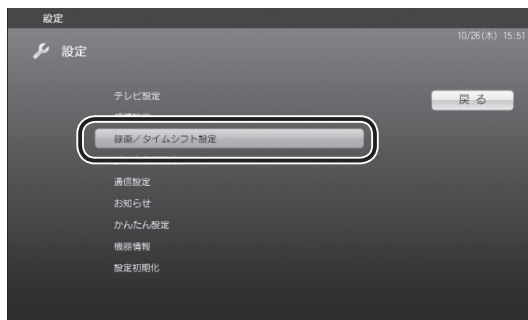 設定
10/26(木) 15:51
設定
テレビ設定
戻る
録画／タイムシフト設定
通信設定
お知らせ
かんたん設定
機器情報
設定初期化